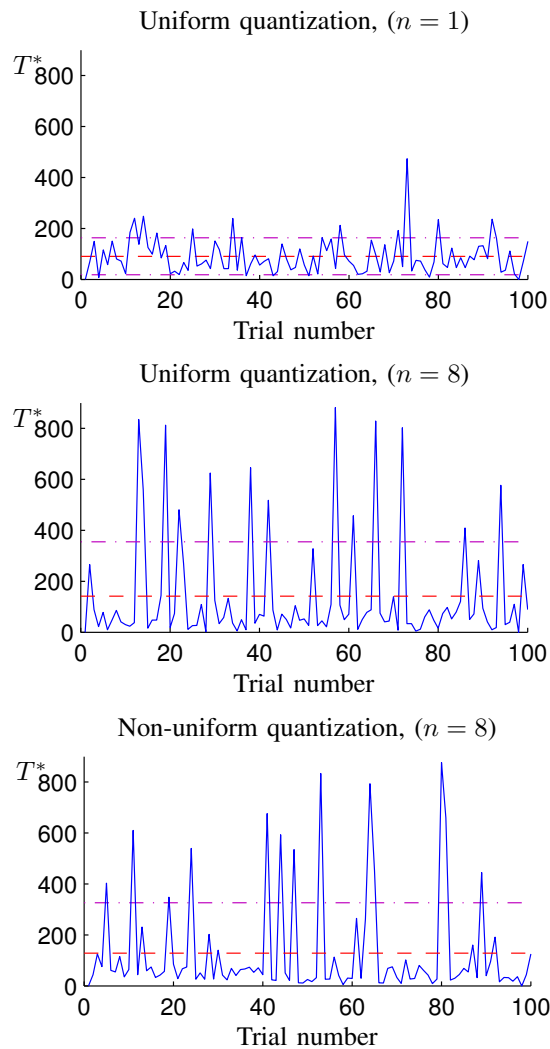 Uniform quantization, (n = 1)
T*
800
600
400
200
0
0 20 40 60 80 100
Trial number
Uniform quantization, (n = 8)
T*
800
600
400
200
0
0 20 40 60 80 100
Trial number
Non-uniform quantization, (n = 8)
T*
800
600
400
200
0
0 20 40 60 80 100
Trial number